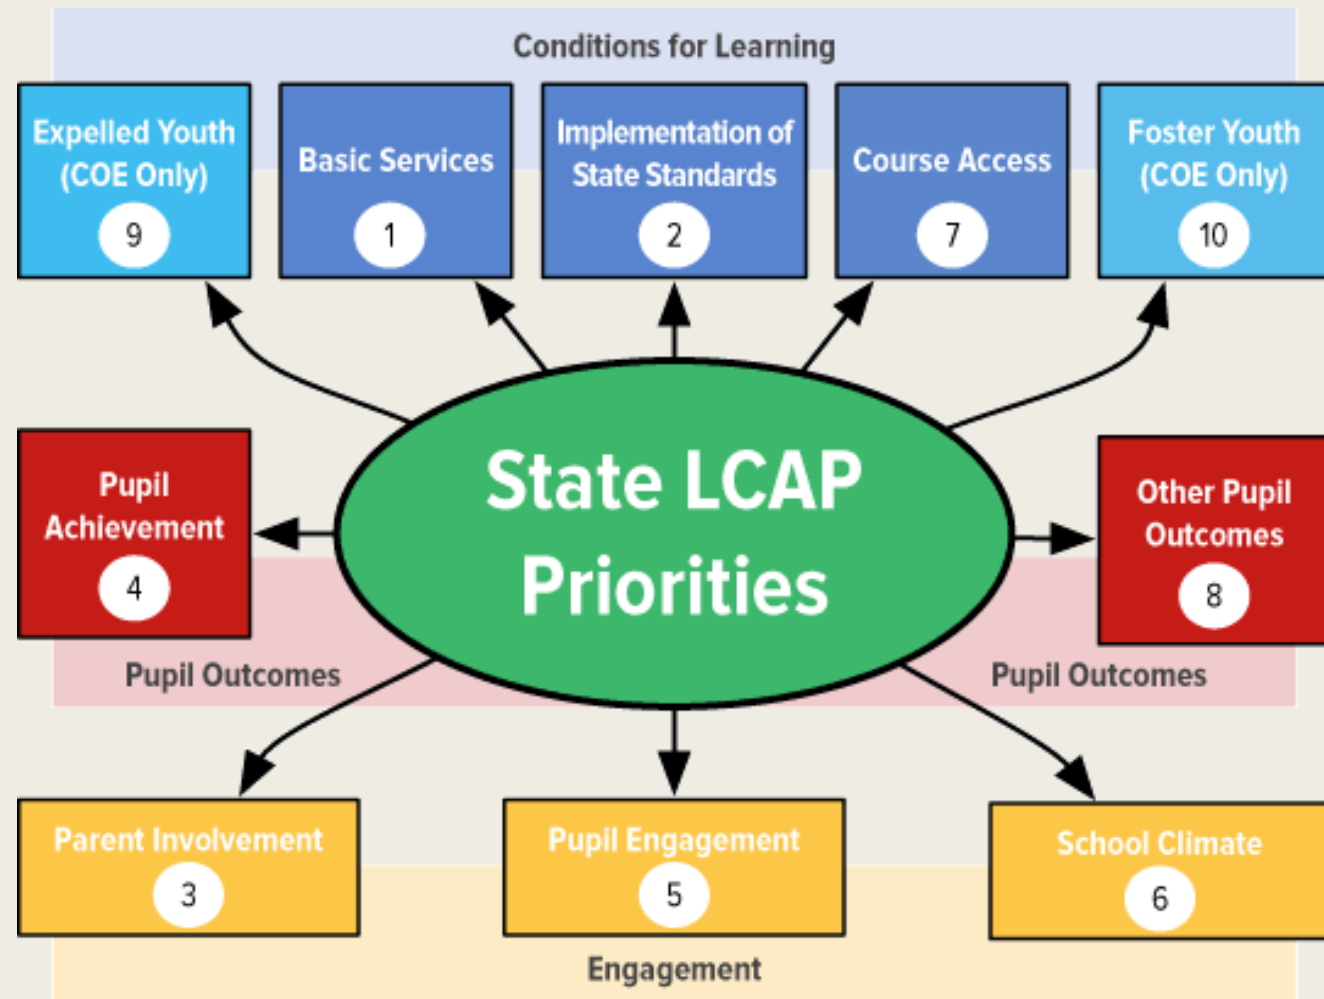 Conditions for Learning
Expelled Youth
(COE Only)
9
Basic Services
1
Implementation of
State Standards
2
Course Access
7
Foster Youth
(COE Only)
10
State LCAP
Priorities
Pupil
Achievement
4
Other Pupil
Outcomes
8
Pupil Outcomes
Pupil Outcomes
Parent Involvement
3
Pupil Engagement
5
School Climate
6
Engagement